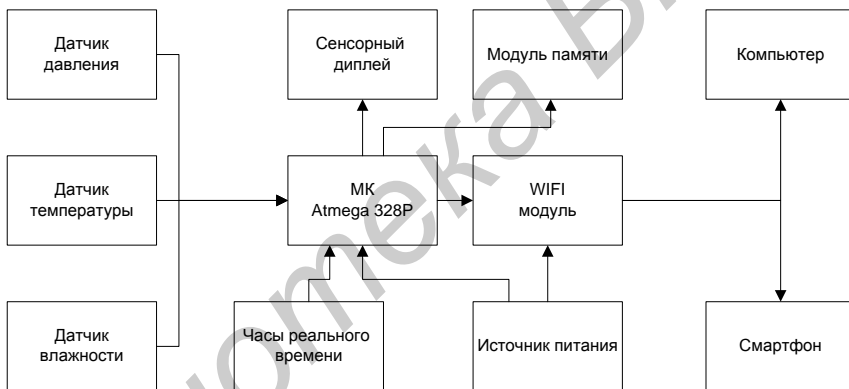 Датчик
давления
Сенсорный
диплей
Модуль памяти
Компьютер
Датчик
температуры
МК
Atmega 328P
WIFI
модуль
Датчик
влажности
Часы реального
времени
Источник питания
Смартфон